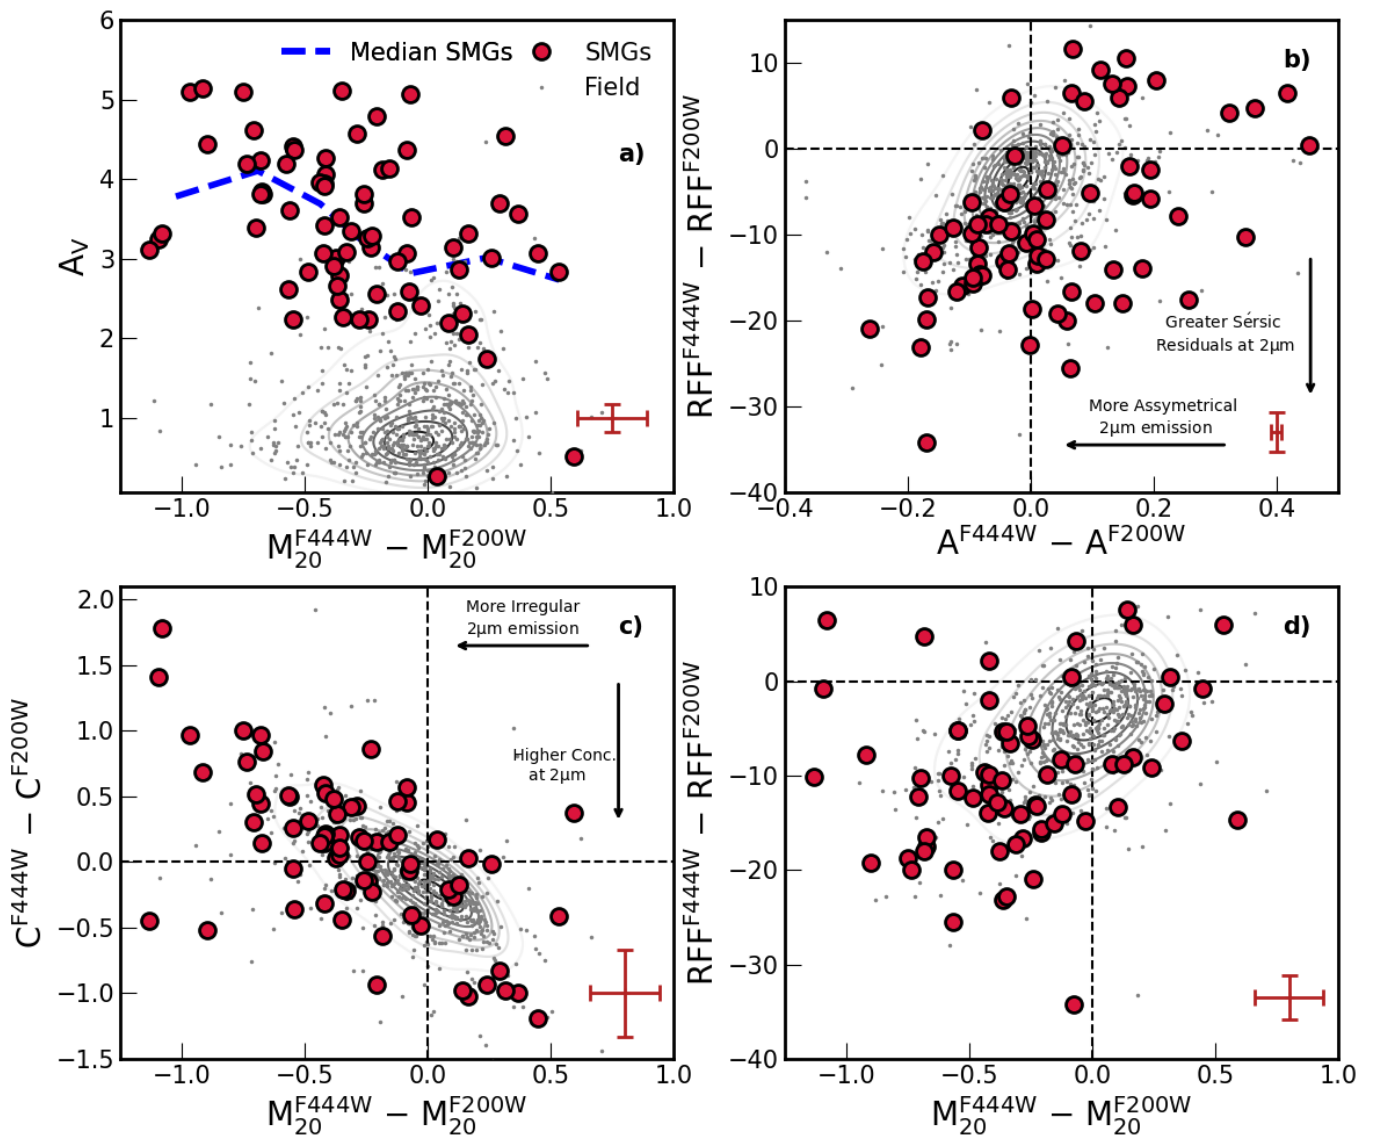 6
5
4
3
2
1
−1.0
−0.5
0.0
0.5
1.0
A_V
M_20^F444W − M_20^F200W
Median SMGs
SMGs
Field
a)
10
0
−10
−20
−30
−40
−0.4
−0.2
0.0
0.2
0.4
RFF^F444W − RFF^F200W
A^F444W − A^F200W
b)
Greater Sérsic
Residuals at 2μm
More Assymetrical
2μm emission
2.0
1.5
1.0
0.5
0.0
−0.5
−1.0
−1.5
−1.0
−0.5
0.0
0.5
1.0
C^F444W − C^F200W
M_20^F444W − M_20^F200W
More Irregular
2μm emission
c)
Higher Conc.
at 2μm
10
0
−10
−20
−30
−40
−1.0
−0.5
0.0
0.5
1.0
RFF^F444W − RFF^F200W
M_20^F444W − M_20^F200W
d)